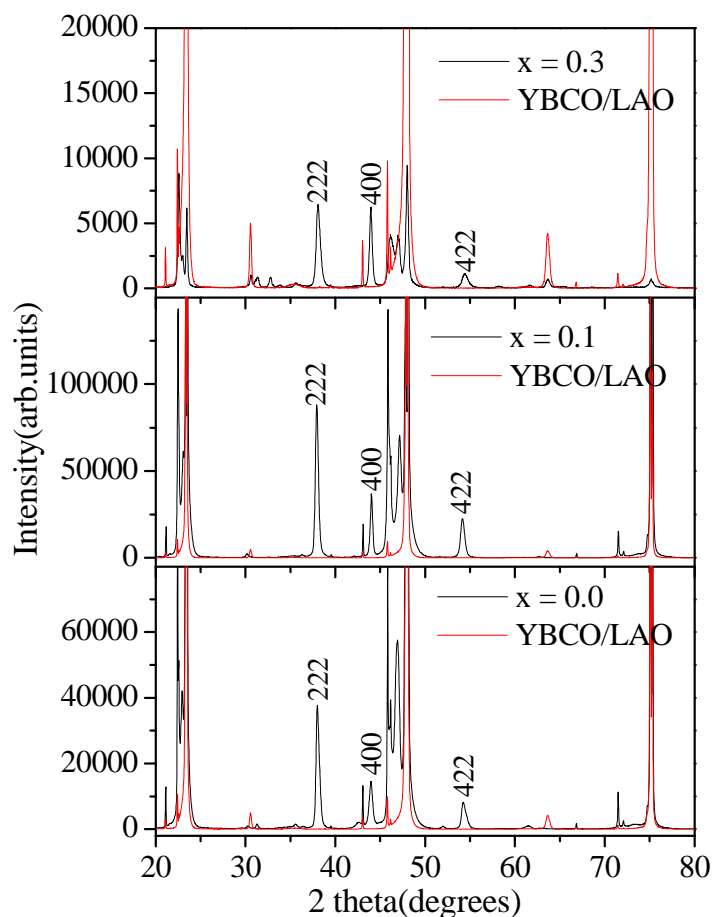 20000
15000
10000
5000
0
x = 0.3
YBCO/LAO
222
400
422
100000
50000
0
x = 0.1
YBCO/LAO
222
400
422
60000
40000
20000
0
x = 0.0
YBCO/LAO
222
400
422
Intensity(arb.units)
20 30 40 50 60 70 80
2 theta(degrees)